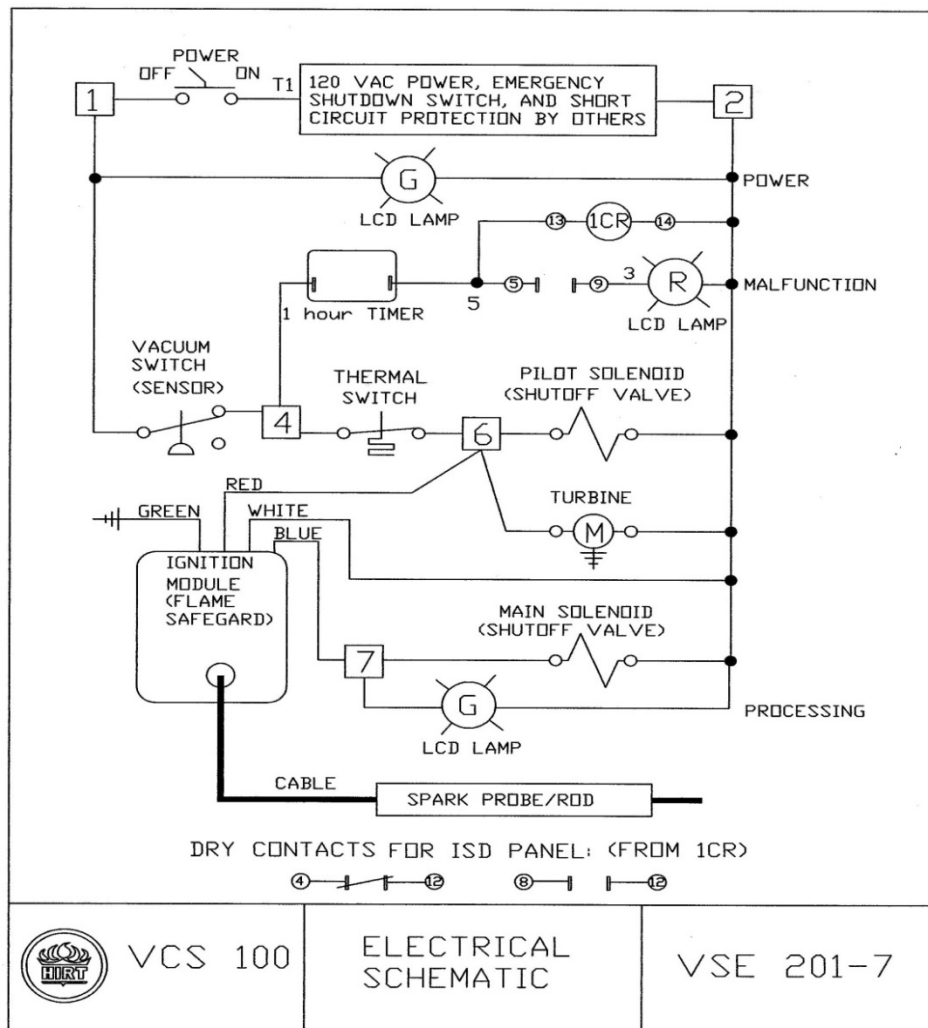 POWER
OFF ON
1
T1
120 VAC POWER, EMERGENCY
SHUTDOWN SWITCH, AND SHORT
CIRCUIT PROTECTION BY OTHERS
2
G
POWER
LCD LAMP
13 1CR 14
5 9 3 R
MALFUNCTION
5
1 hour TIMER
LCD LAMP
VACUUM
SWITCH
(SENSOR)
THERMAL
SWITCH
PILOT SOLENOID
(SHUTOFF VALVE)
4
6
RED
TURBINE
GREEN
WHITE
M
BLUE
IGNITION
MODULE
(FLAME
SAFEGARD)
MAIN SOLENOID
(SHUTOFF VALVE)
7
G
PROCESSING
LCD LAMP
CABLE
SPARK PROBE/ROD
DRY CONTACTS FOR ISD PANEL: (FROM 1CR)
4 12 8 12
HIRT
VCS 100
ELECTRICAL
SCHEMATIC
VSE 201-7